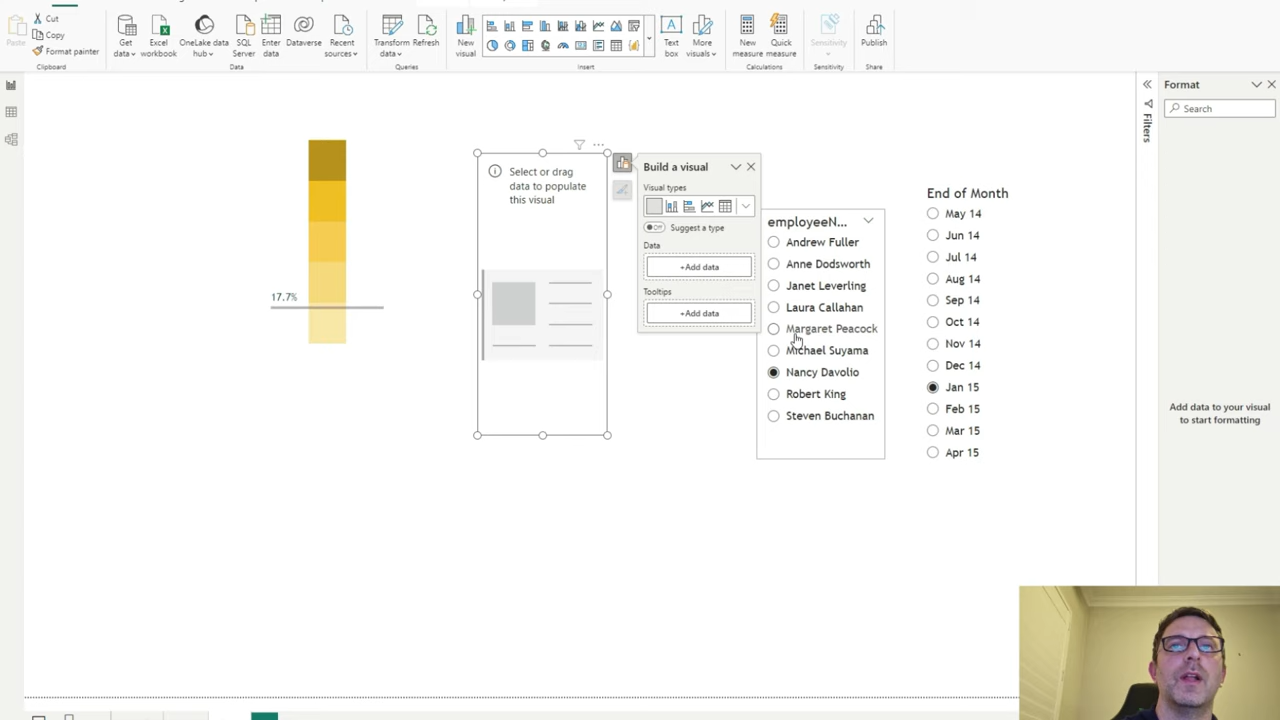 Cut
Copy
Format painter
Paste
Clipboard
Get
data
Excel
workbook
OneLake data
hub
SQL
Server
Enter
data
Dataverse
Recent
sources
Data
Transform
data
Refresh
Queries
New
visual
Text
box
More
visuals
Insert
New
measure
Quick
measure
Calculations
Sensitivity
Sensitivity
Publish
Share
17.7%
Select or drag
data to populate
this visual
Build a visual
Visual types
Off
Suggest a type
Data
+Add data
Tooltips
+Add data
employeeN...
Andrew Fuller
Anne Dodsworth
Janet Leverling
Laura Callahan
Margaret Peacock
Michael Suyama
Nancy Davolio
Robert King
Steven Buchanan
End of Month
May 14
Jun 14
Jul 14
Aug 14
Sep 14
Oct 14
Nov 14
Dec 14
Jan 15
Feb 15
Mar 15
Apr 15
Filters
Format
Search
Add data to your visual
to start formatting